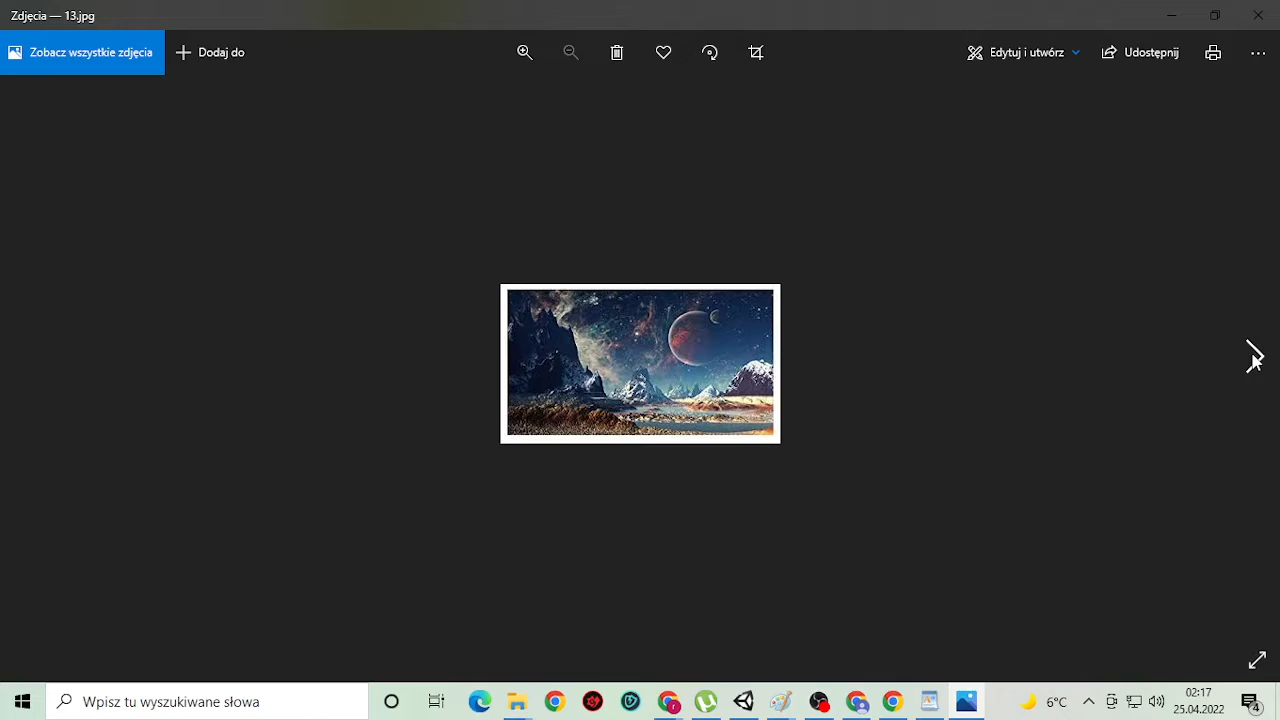 Zdjęcia — 13.jpg
Zobacz wszystkie zdjęcia
Dodaj do
Edytuj i utwórz
Udostępnij
Wpisz tu wyszukiwane słowa
6°C
02:17
25.04.2022
4